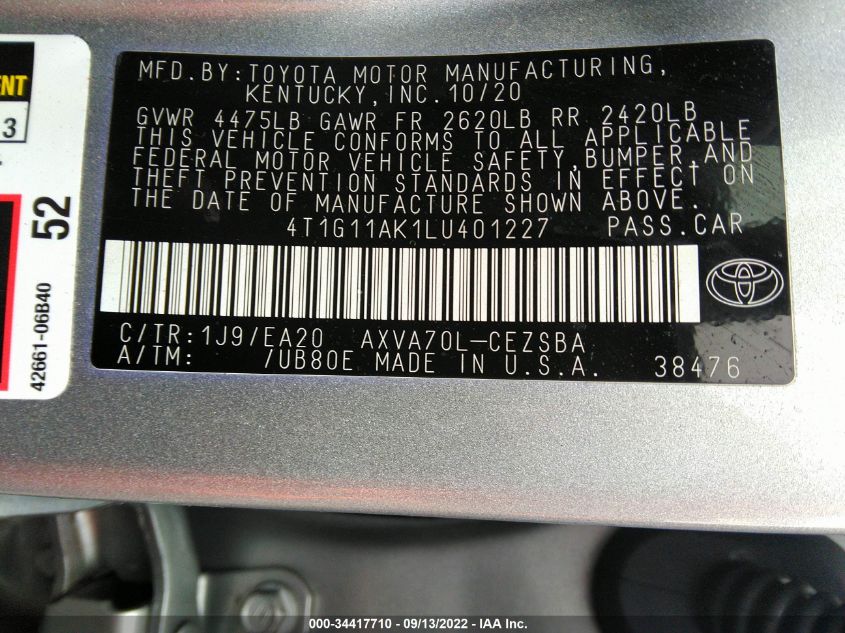 ENT
3
52
42661-06B40
MFD.BY:TOYOTA MOTOR MANUFACTURING,
KENTUCKY,INC.10/20
GVWR 4475LB GAWR FR 2620LB RR 2420LB
THIS VEHICLE CONFORMS TO ALL APPLICABLE
FEDERAL MOTOR VEHICLE SAFETY,BUMPER,AND
THEFT PREVENTION STANDARDS IN EFFECT ON
THE DATE OF MANUFACTURE SHOWN ABOVE.
4T1G11AK1LU401227 PASS.CAR
C/TR:1J9/EA20 AXVA70L-CEZSBA
A/TM: /UB80E MADE IN U.S.A. 38476
000-34417710 - 09/13/2022 - IAA Inc.